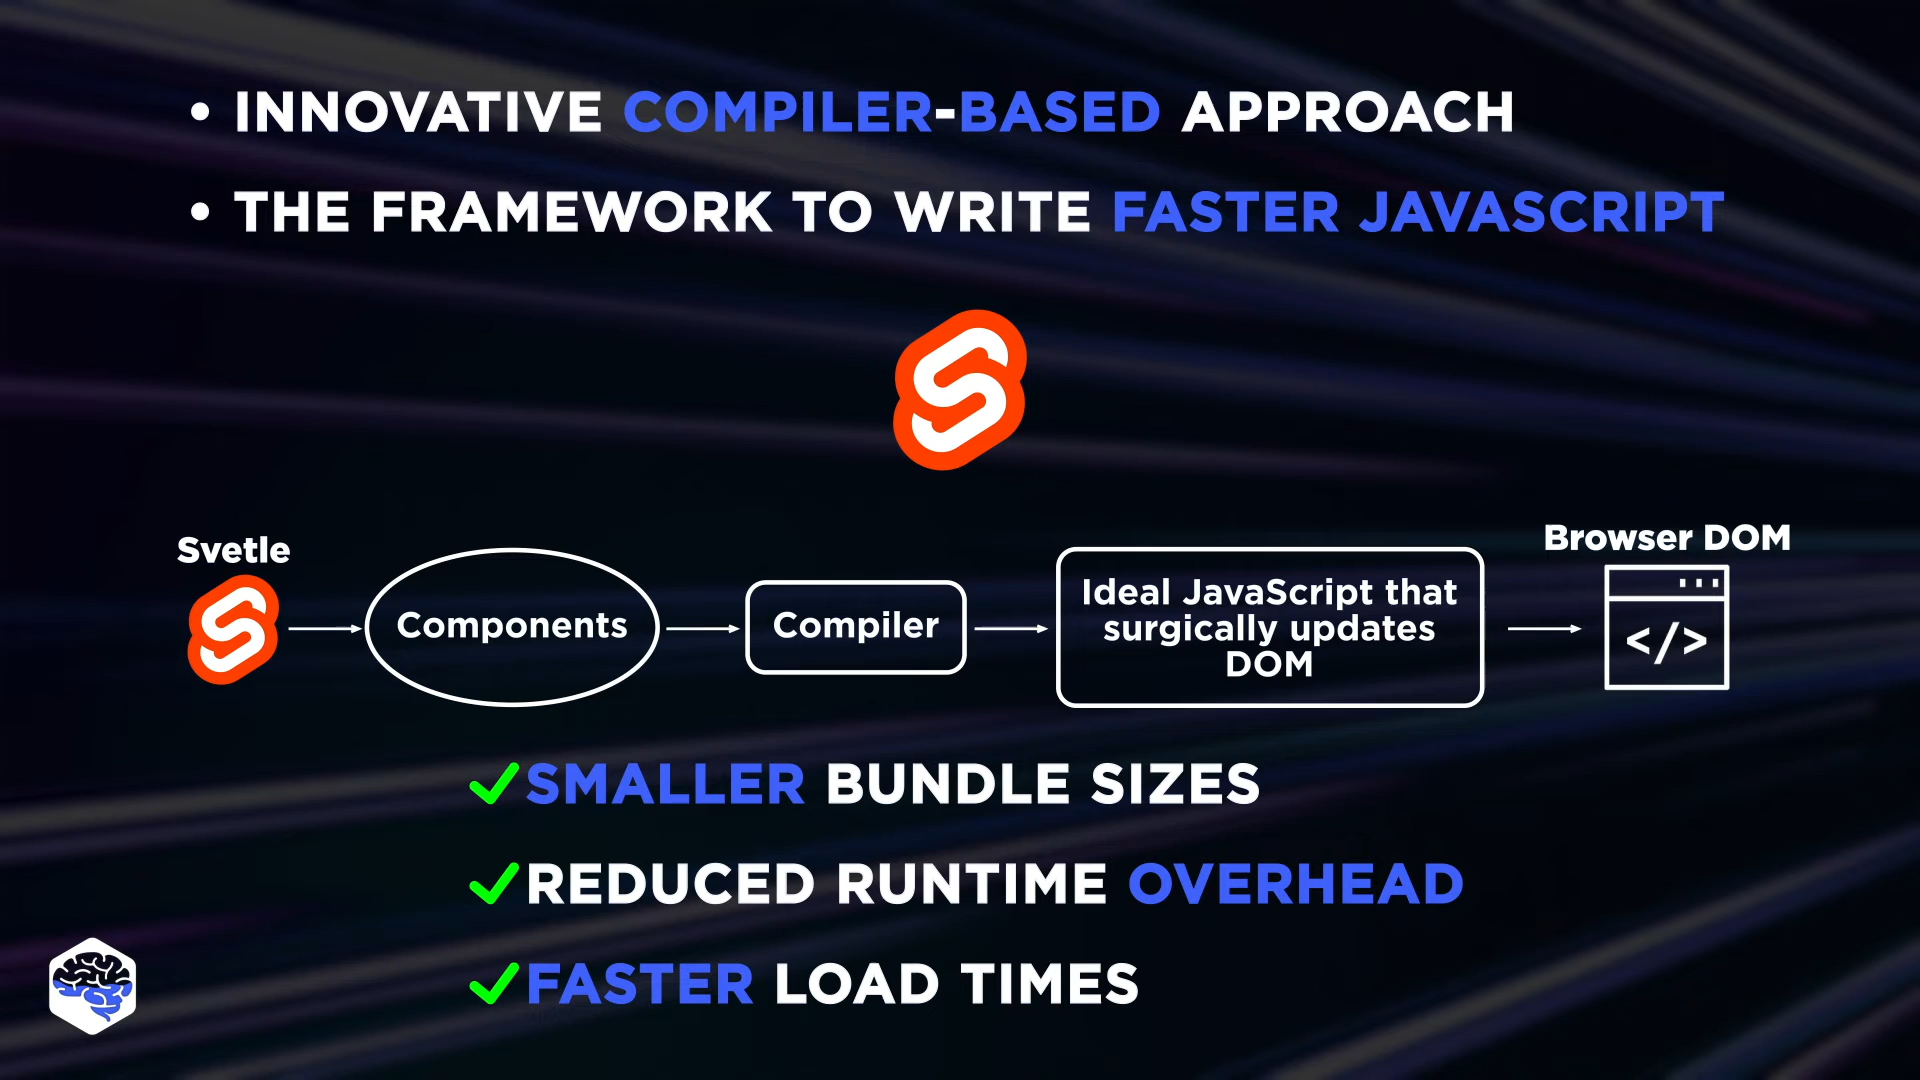 • INNOVATIVE COMPILER-BASED APPROACH
• THE FRAMEWORK TO WRITE FASTER JAVASCRIPT
Svetle
Components
Compiler
Ideal JavaScript that
surgically updates
DOM
Browser DOM
</>
SMALLER BUNDLE SIZES
REDUCED RUNTIME OVERHEAD
FASTER LOAD TIMES